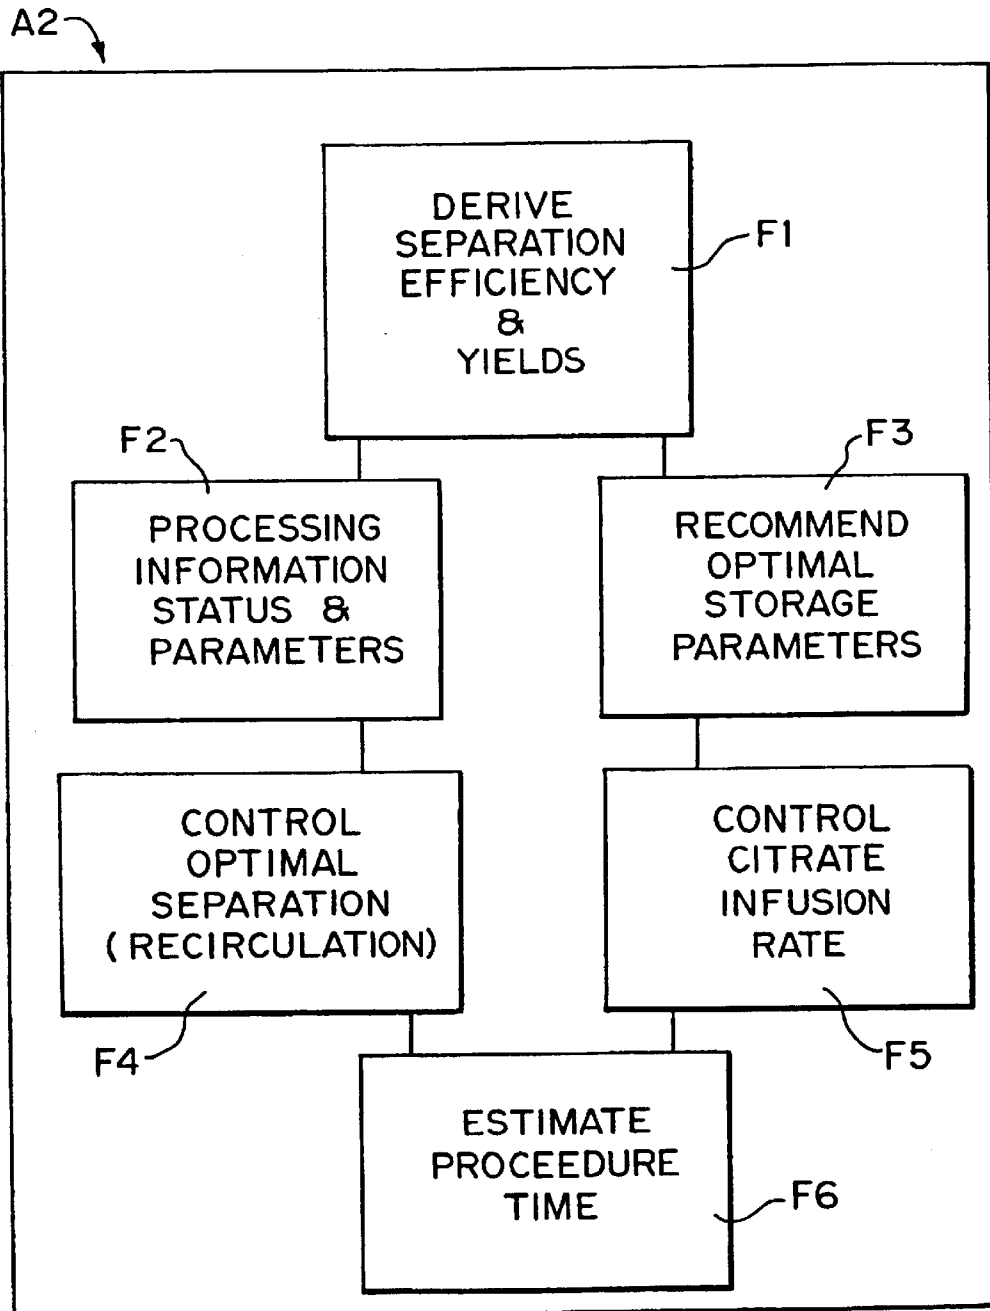 A2
DERIVE
SEPARATION
EFFICIENCY
&
YIELDS
F1
F2
PROCESSING
INFORMATION
STATUS &
PARAMETERS
F3
RECOMMEND
OPTIMAL
STORAGE
PARAMETERS
CONTROL
OPTIMAL
SEPARATION
(RECIRCULATION)
F4
CONTROL
CITRATE
INFUSION
RATE
F5
ESTIMATE
PROCEEDURE
TIME
F6